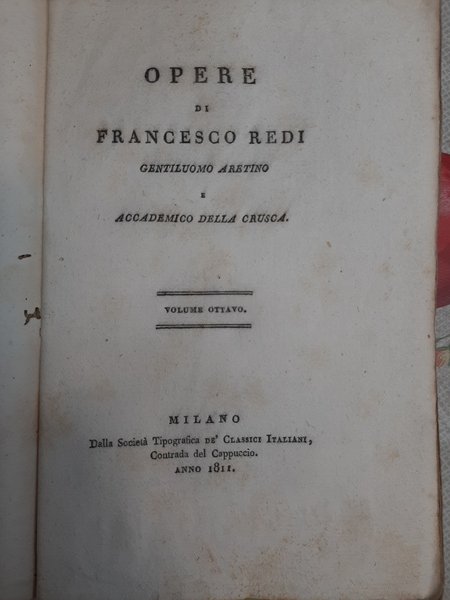 OPERE
DI
FRANCESCO REDI
GENTILUOMO ARETINO
E
ACCADEMICO DELLA CRUSCA.
VOLUME OTTAVO.
MILANO
Dalla Società Tipografica DE' CLASSICI ITALIANI,
Contrada del Cappuccio.
ANNO 1811.